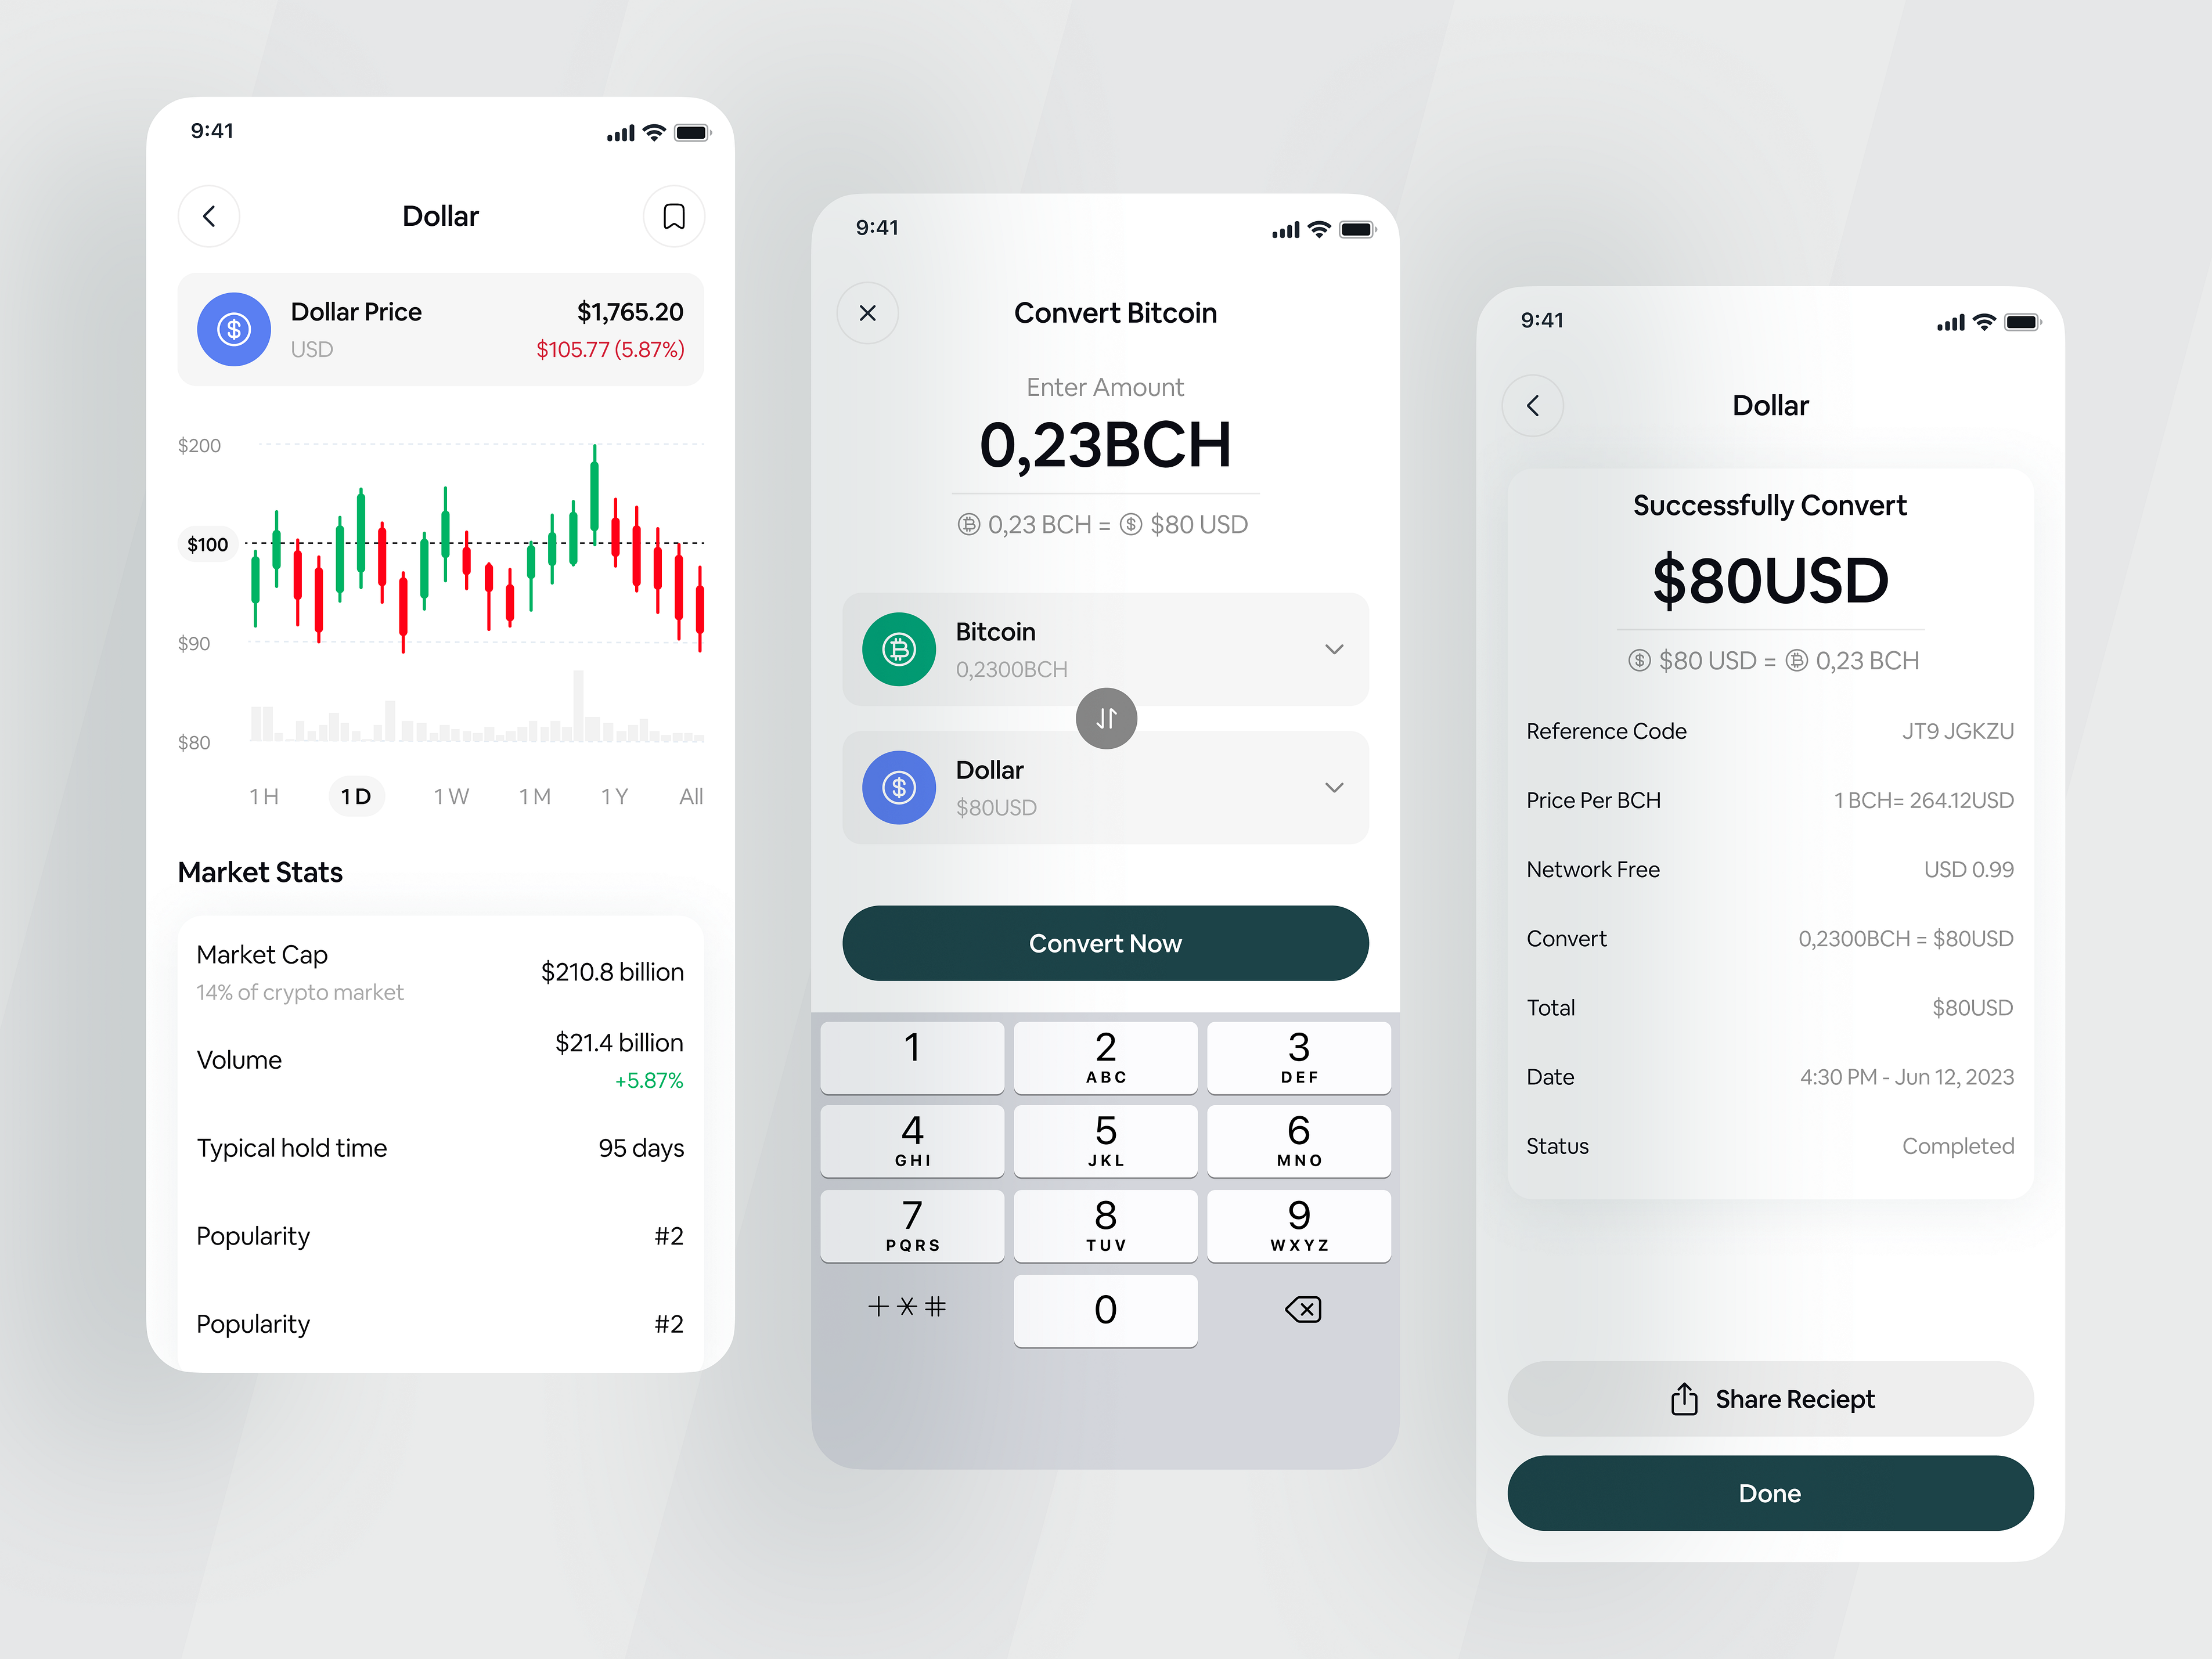 9:41
Dollar
Dollar Price
$1,765.20
USD
$105.77 (5.87%)
$200
$100
$90
$80
1 H
1 D
1 W
1 M
1 Y
All
Market Stats
Market Cap
14% of crypto market
$210.8 billion
Volume
$21.4 billion
+5.87%
Typical hold time
95 days
Popularity
#2
Popularity
#2
9:41
Convert Bitcoin
Enter Amount
0,23BCH
0,23 BCH = $80 USD
Bitcoin
0,2300BCH
Dollar
$80USD
Convert Now
1
2
ABC
3
DEF
4
GHI
5
JKL
6
MNO
7
PQRS
8
TUV
9
WXYZ
+ * #
0
9:41
Dollar
Successfully Convert
$80USD
$80 USD = 0,23 BCH
Reference Code
JT9 JGKZU
Price Per BCH
1 BCH= 264.12USD
Network Free
USD 0.99
Convert
0,2300BCH = $80USD
Total
$80USD
Date
4:30 PM - Jun 12, 2023
Status
Completed
Share Reciept
Done